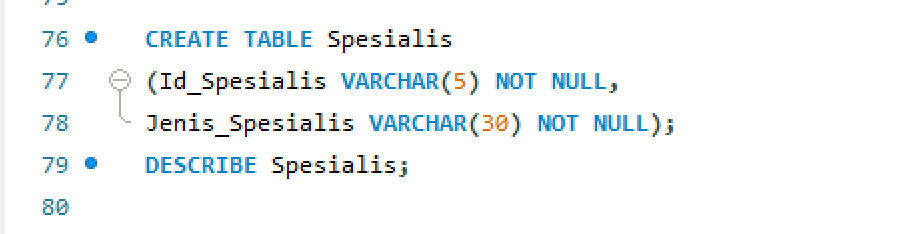 76 CREATE TABLE Spesialis
77 (Id_Spesialis VARCHAR(5) NOT NULL,
78 Jenis_Spesialis VARCHAR(30) NOT NULL);
79 DESCRIBE Spesialis;
80